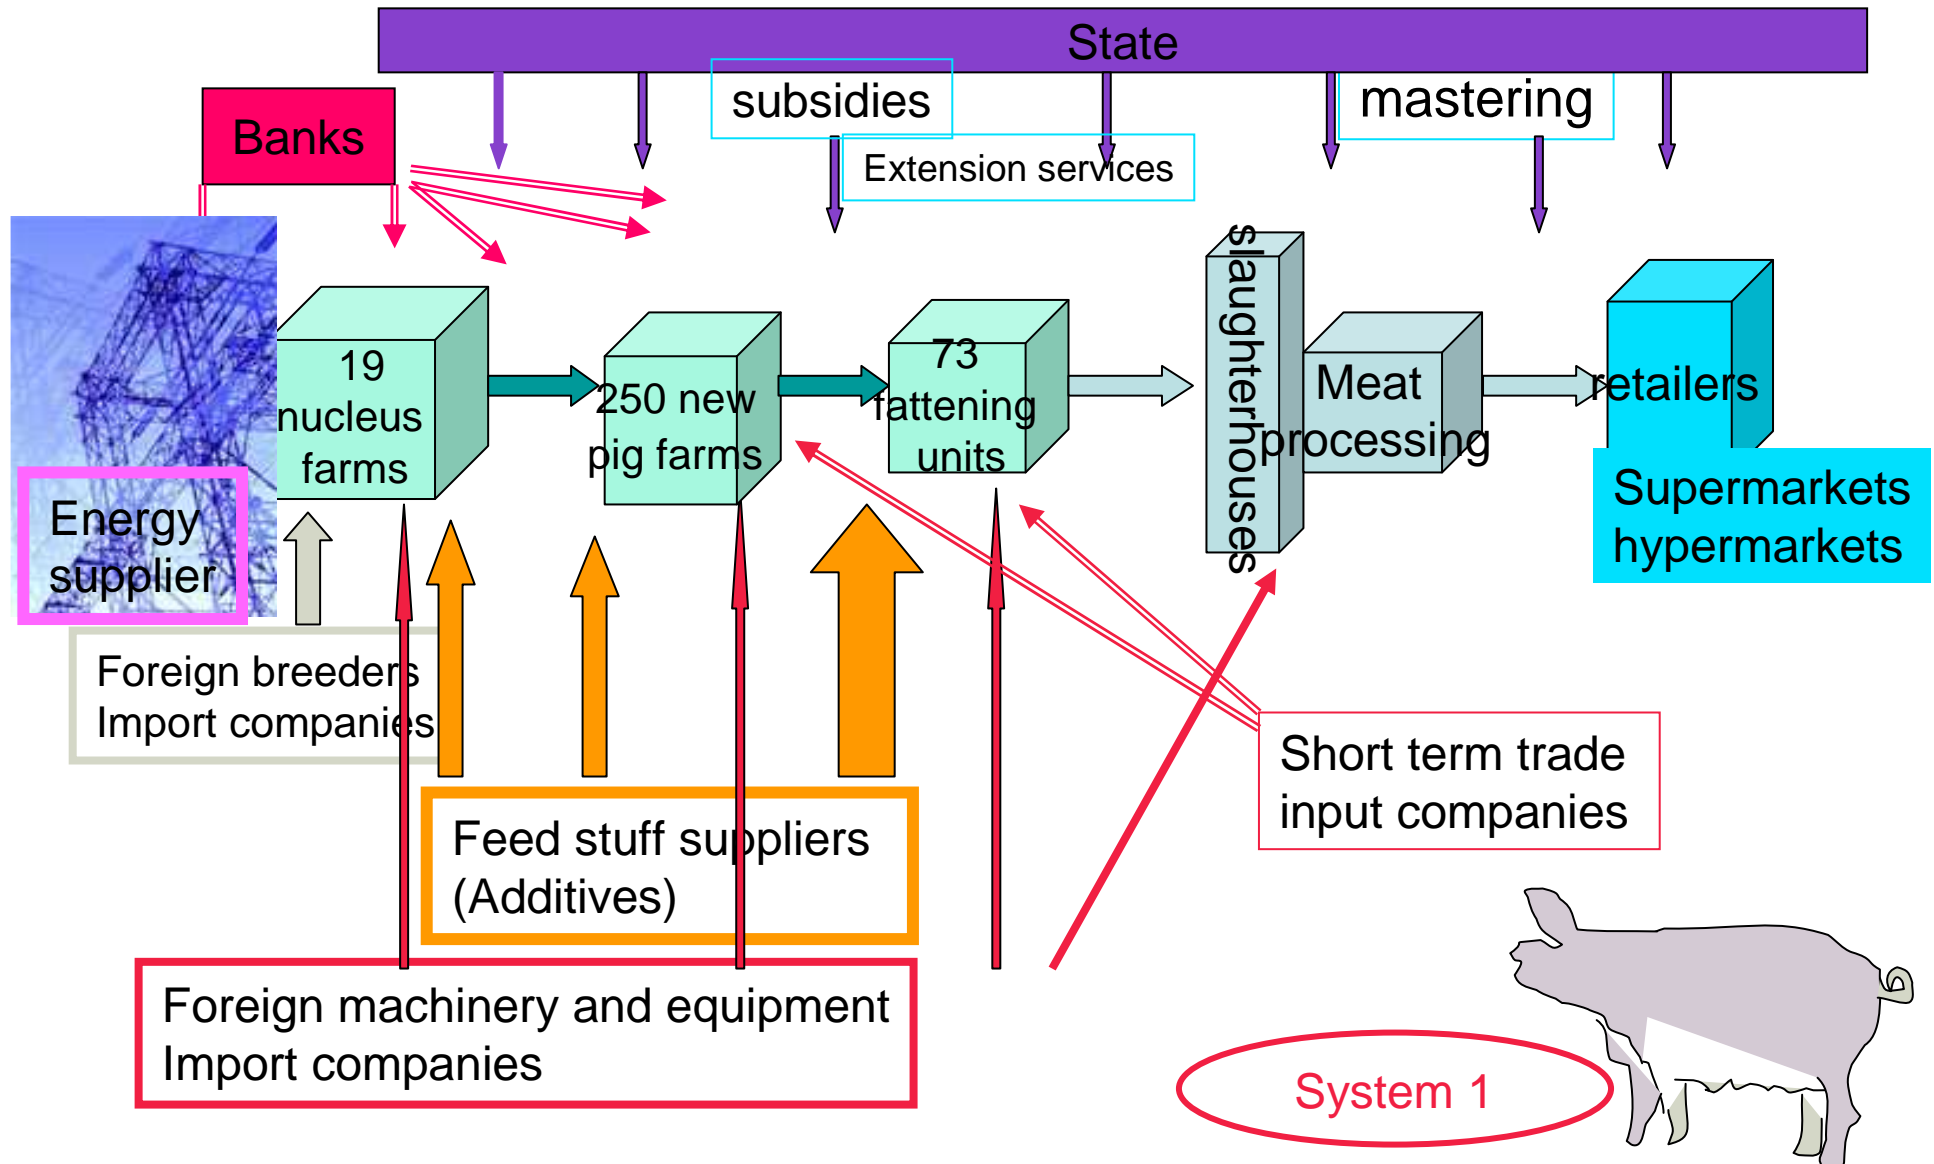 State
subsidies
mastering
Banks
Extension services
19
nucleus
farms
250 new
pig farms
73
fattening
units
slaughterhouses
Meat
processing
retailers
Supermarkets
hypermarkets
Energy
supplier
Foreign breeders
Import companies
Short term trade
input companies
Feed stuff suppliers
(Additives)
Foreign machinery and equipment
Import companies
System 1